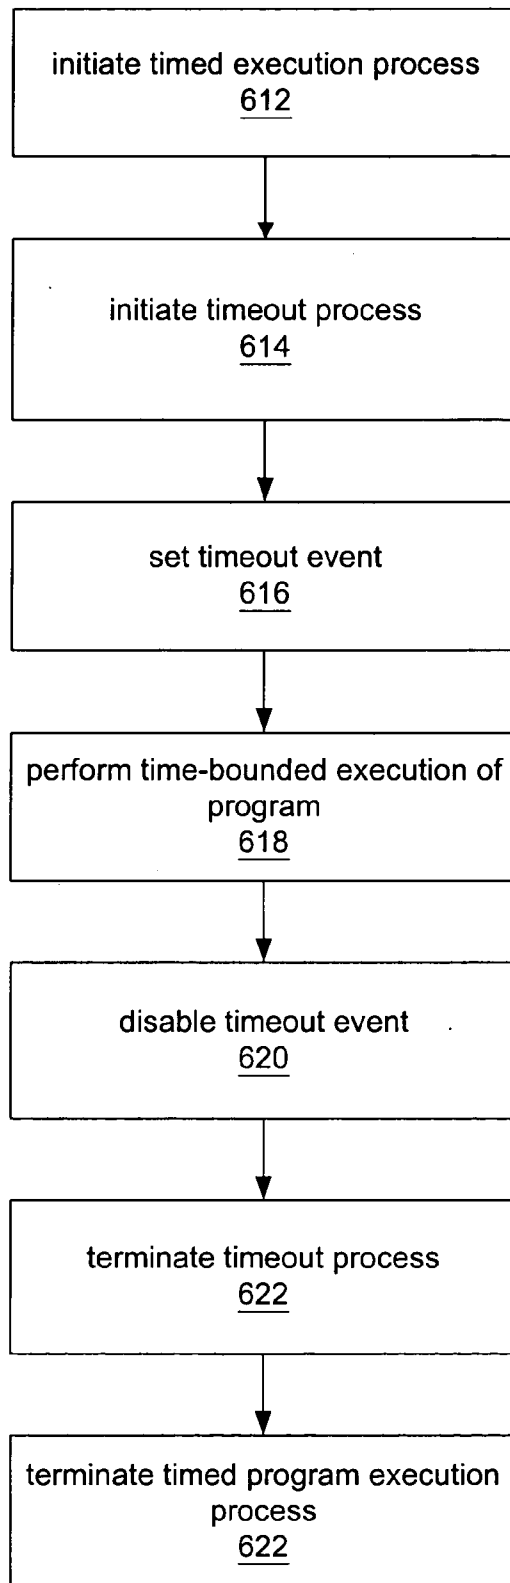 initiate timed execution process
612
initiate timeout process
614
set timeout event
616
perform time-bounded execution of
program
618
disable timeout event
620
terminate timeout process
622
terminate timed program execution
process
622